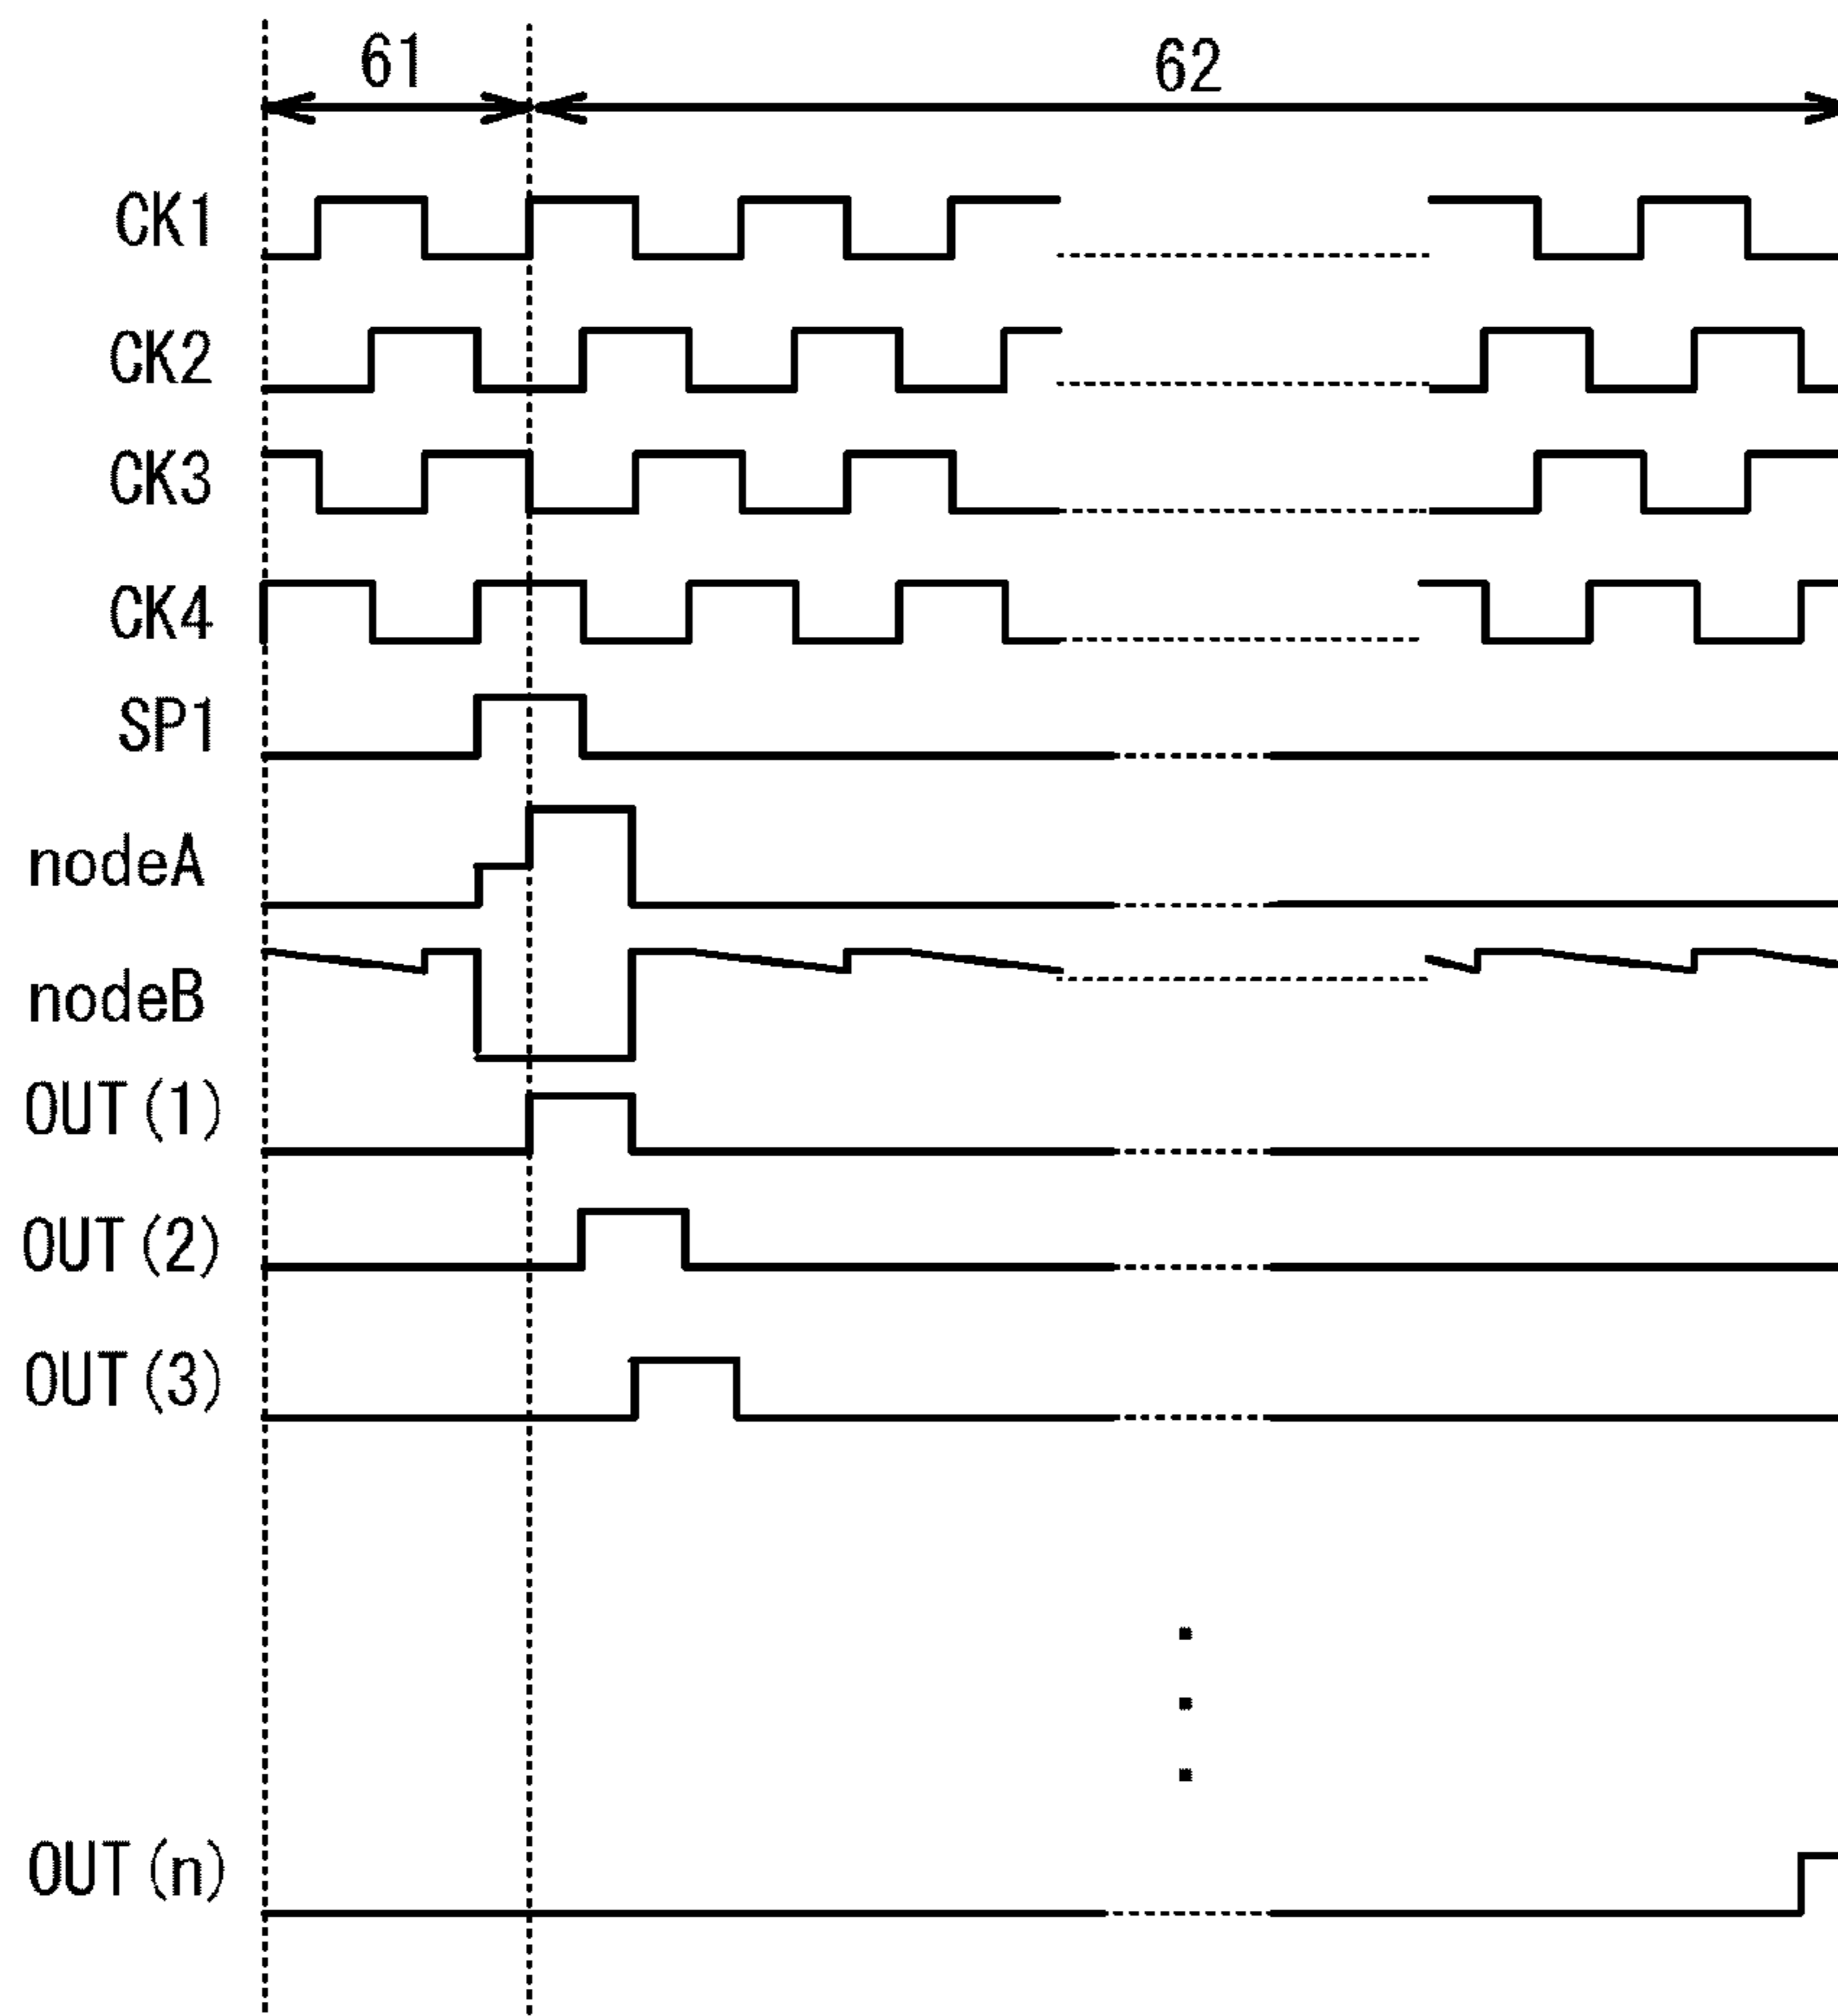 61 62
CK1
CK2
CK3
CK4
SP1
nodeA
nodeB
OUT(1)
OUT(2)
OUT(3)
OUT(n)